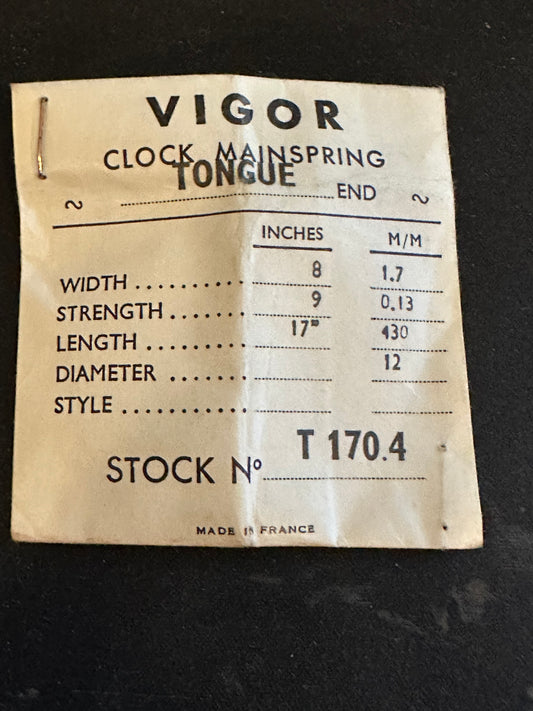 VIGOR
CLOCK MAINSPRING
~ TONGUE END ~
INCHES M/M
WIDTH .......... 8 1.7
STRENGTH ....... 9 0.13
LENGTH ......... 17" 430
DIAMETER ....... 12
STYLE ...........
STOCK Nº T 170.4
MADE IN FRANCE